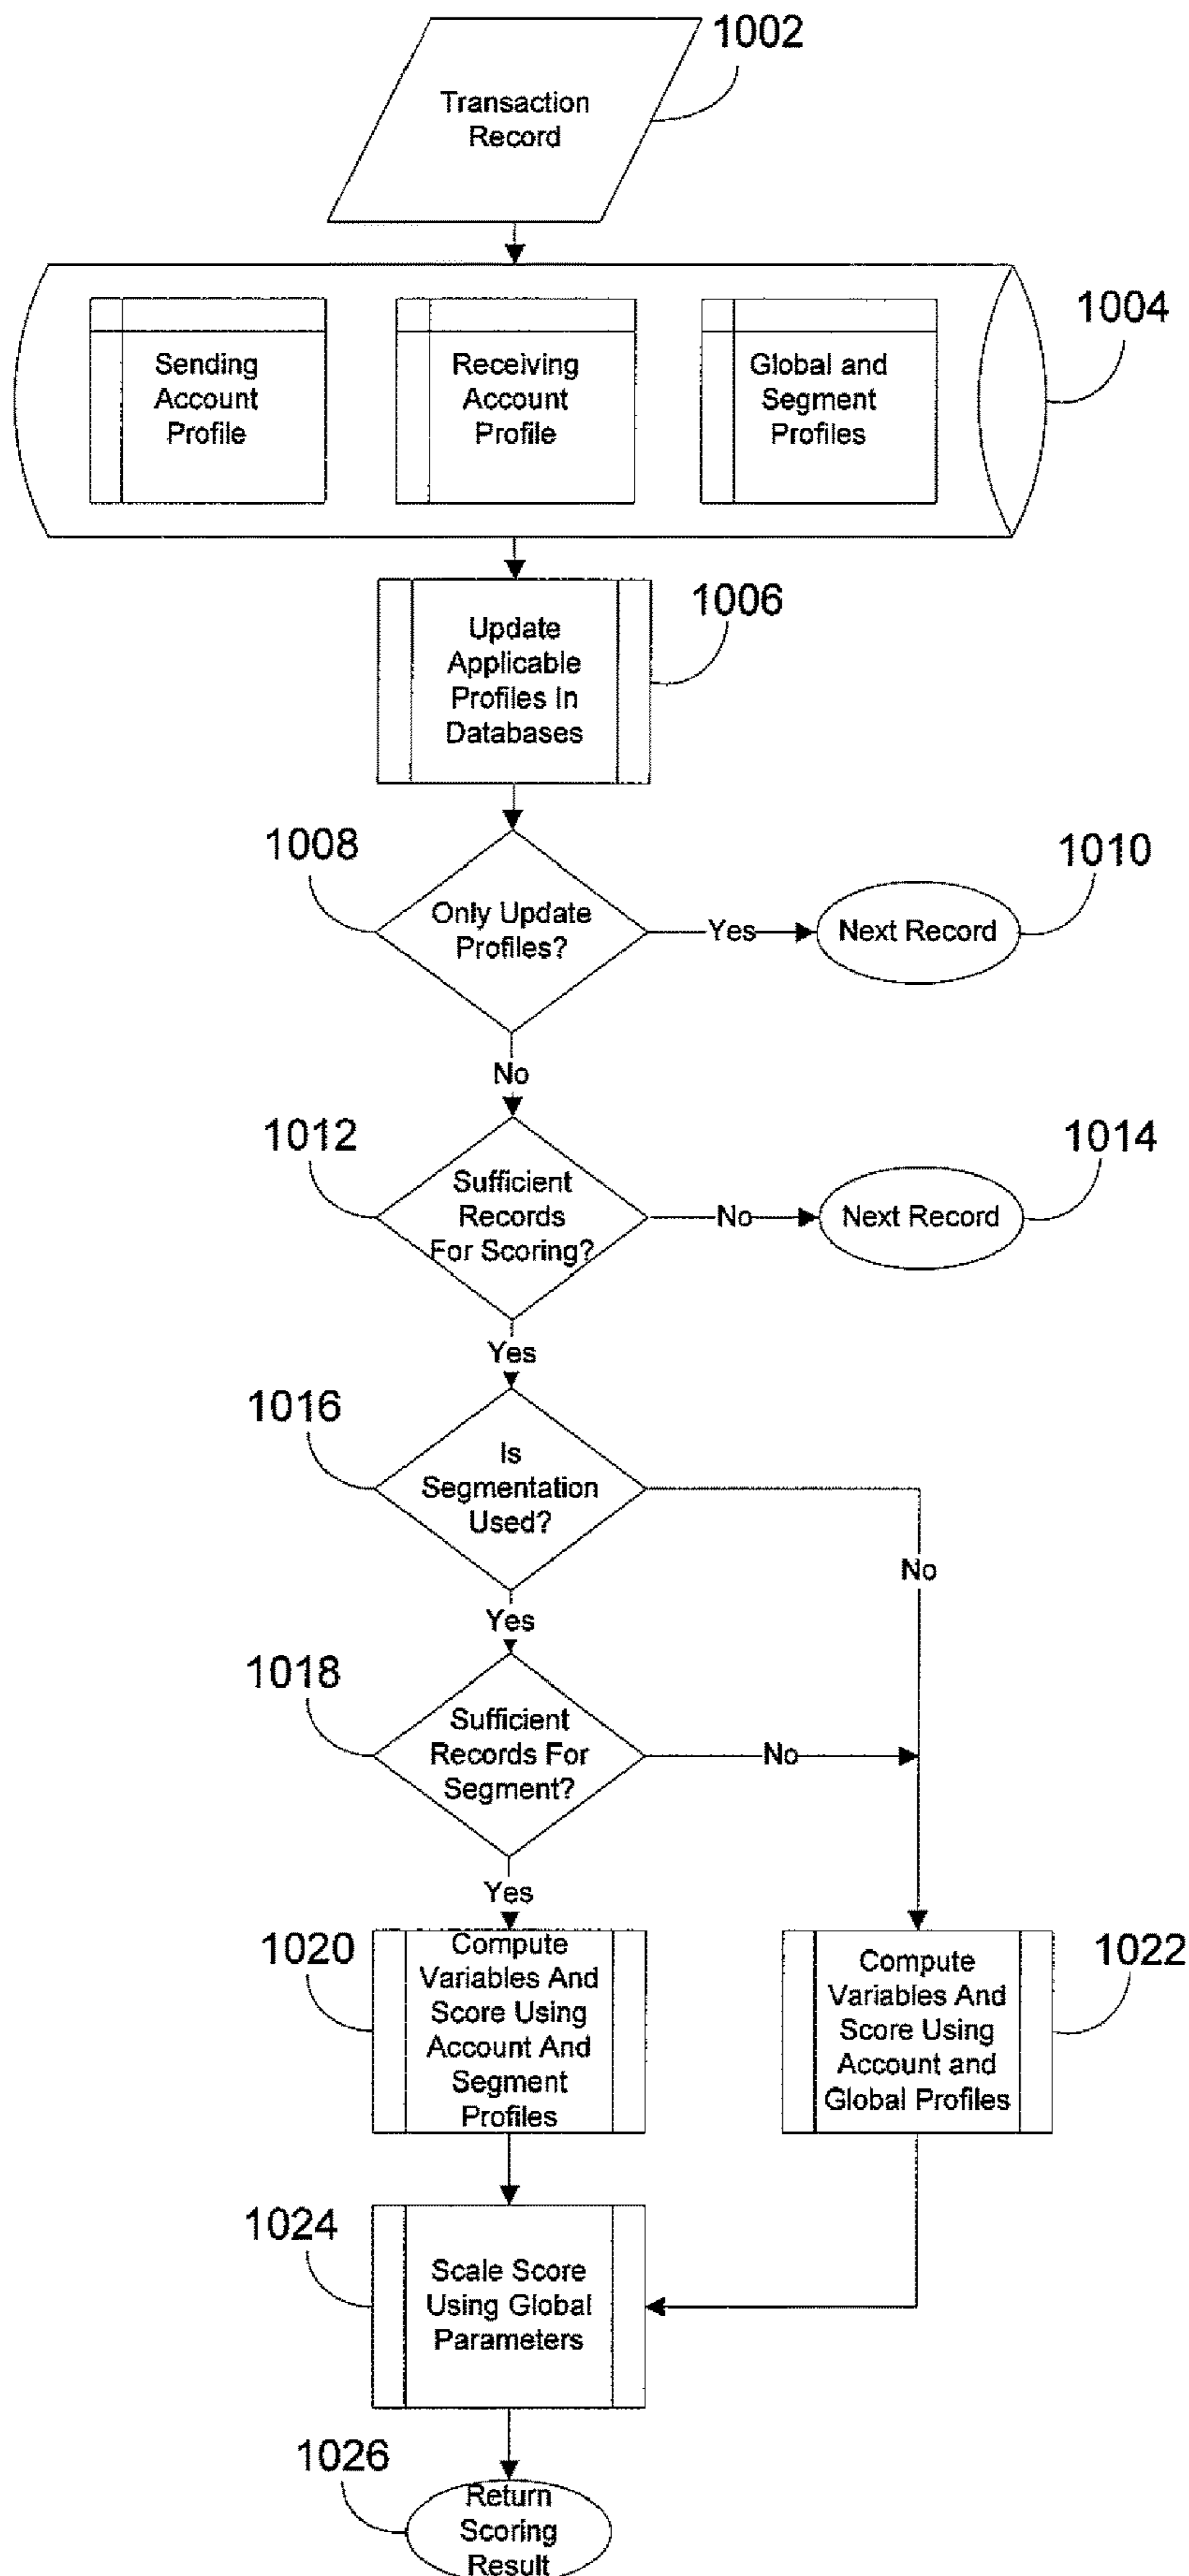 1002
Transaction
Record
1004
Sending
Account
Profile
Receiving
Account
Profile
Global and
Segment
Profiles
1006
Update
Applicable
Profiles In
Databases
1008
Only Update
Profiles?
Yes
1010
Next Record
No
1012
Sufficient
Records
For Scoring?
No
1014
Next Record
Yes
1016
Is
Segmentation
Used?
No
Yes
1018
Sufficient
Records For
Segment?
No
Yes
1020
Compute
Variables And
Score Using
Account And
Segment
Profiles
1022
Compute
Variables And
Score Using
Account and
Global Profiles
1024
Scale Score
Using Global
Parameters
1026
Return
Scoring
Result